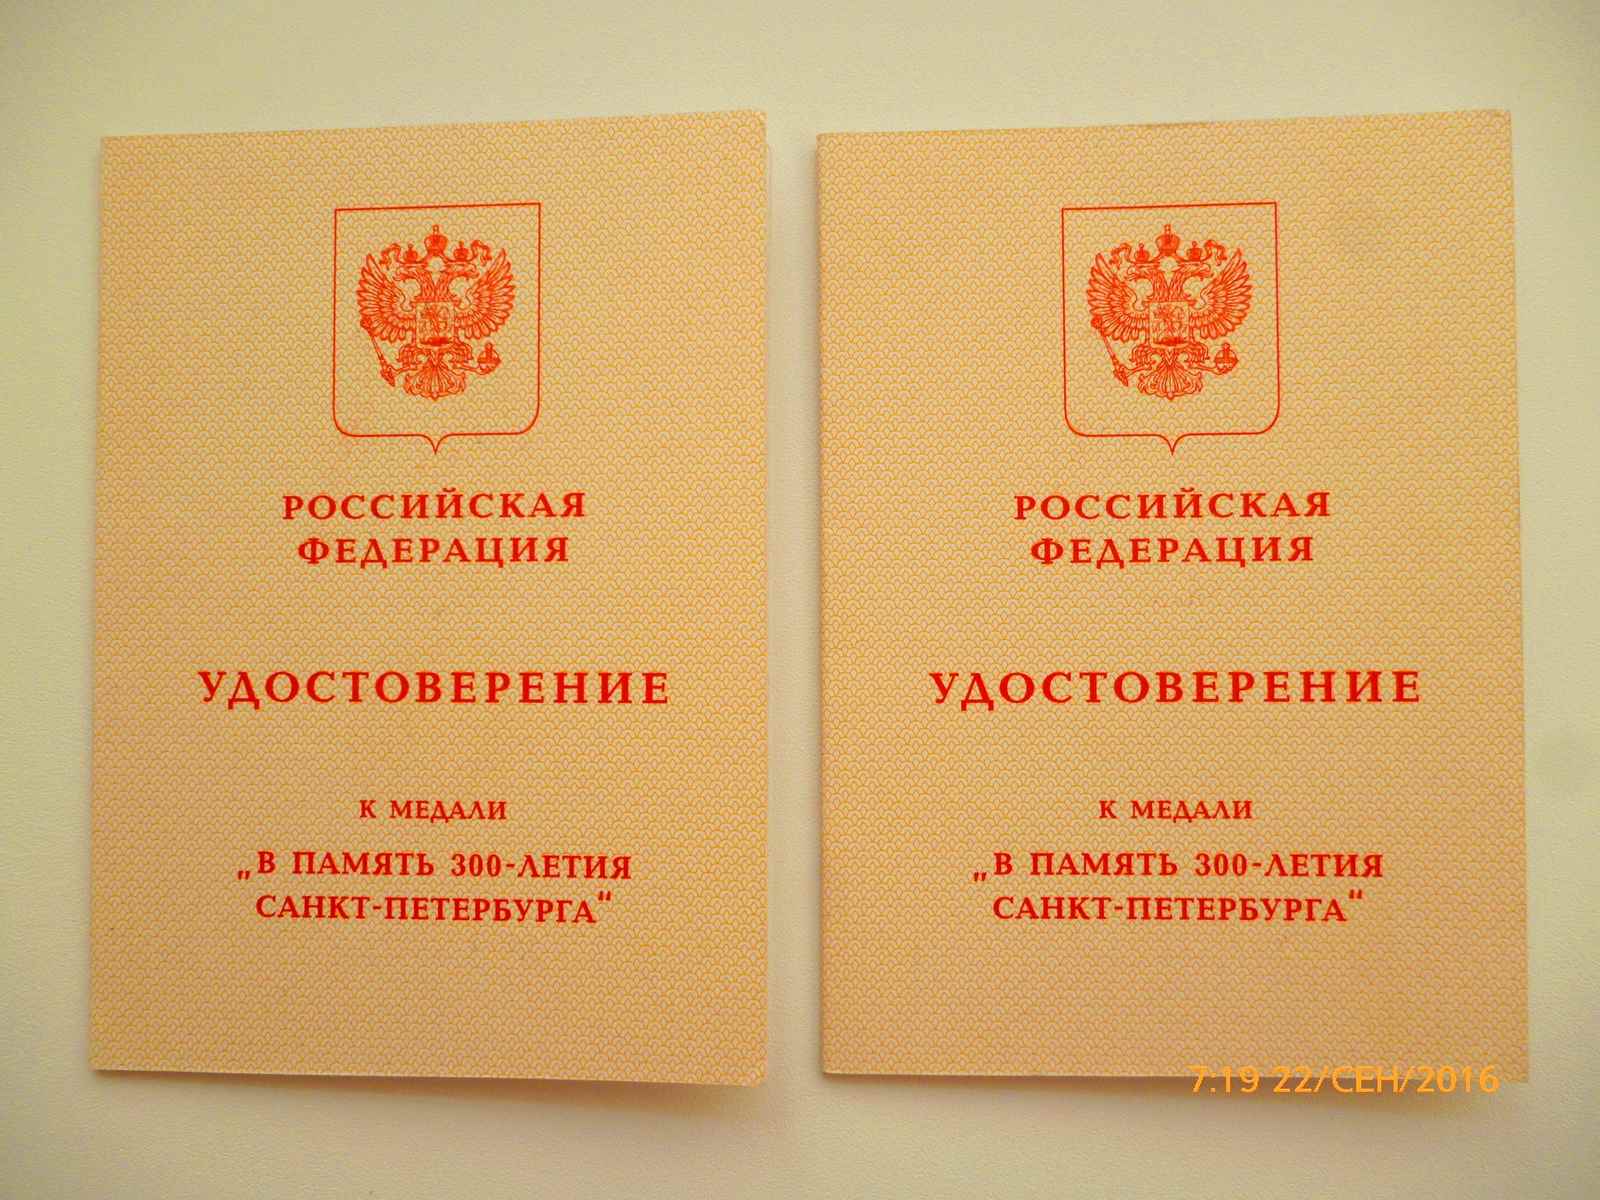 РОССИЙСКАЯ
ФЕДЕРАЦИЯ
УДОСТОВЕРЕНИЕ
К МЕДАЛИ
„В ПАМЯТЬ 300-ЛЕТИЯ
САНКТ-ПЕТЕРБУРГА“
РОССИЙСКАЯ
ФЕДЕРАЦИЯ
УДОСТОВЕРЕНИЕ
К МЕДАЛИ
„В ПАМЯТЬ 300-ЛЕТИЯ
САНКТ-ПЕТЕРБУРГА“
7:19 22/СЕН/2016